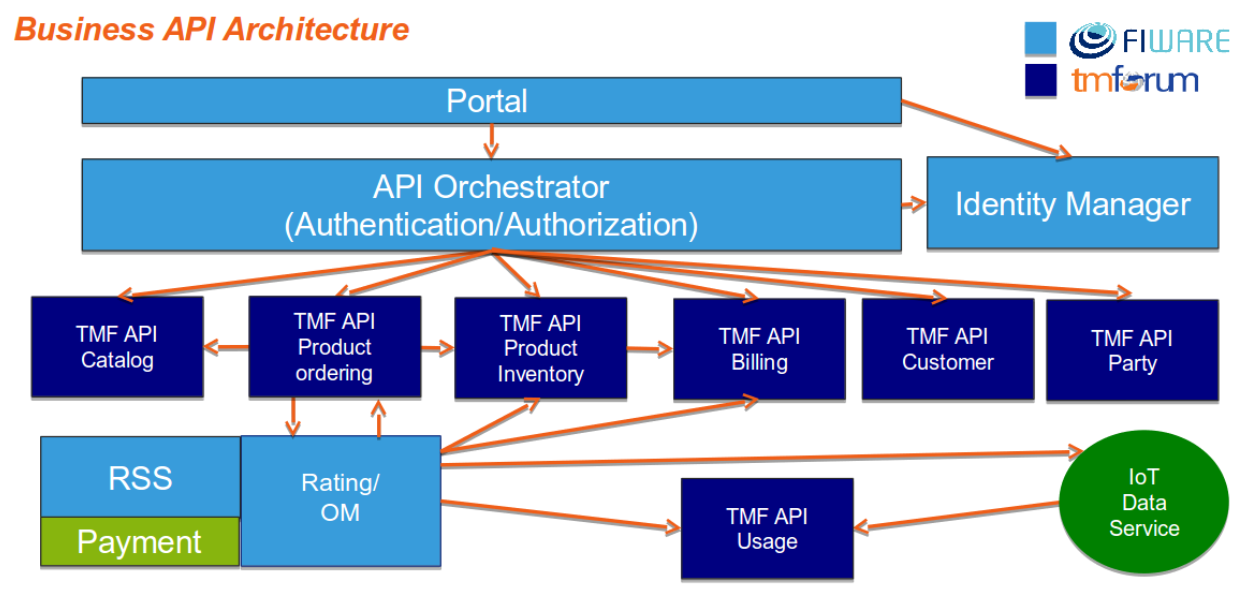 Business API Architecture
FIWARE
tmforum
Portal
API Orchestrator
(Authentication/Authorization)
Identity Manager
TMF API
Catalog
TMF API
Product
ordering
TMF API
Product
Inventory
TMF API
Billing
TMF API
Customer
TMF API
Party
RSS
Payment
Rating/
OM
TMF API
Usage
IoT
Data
Service